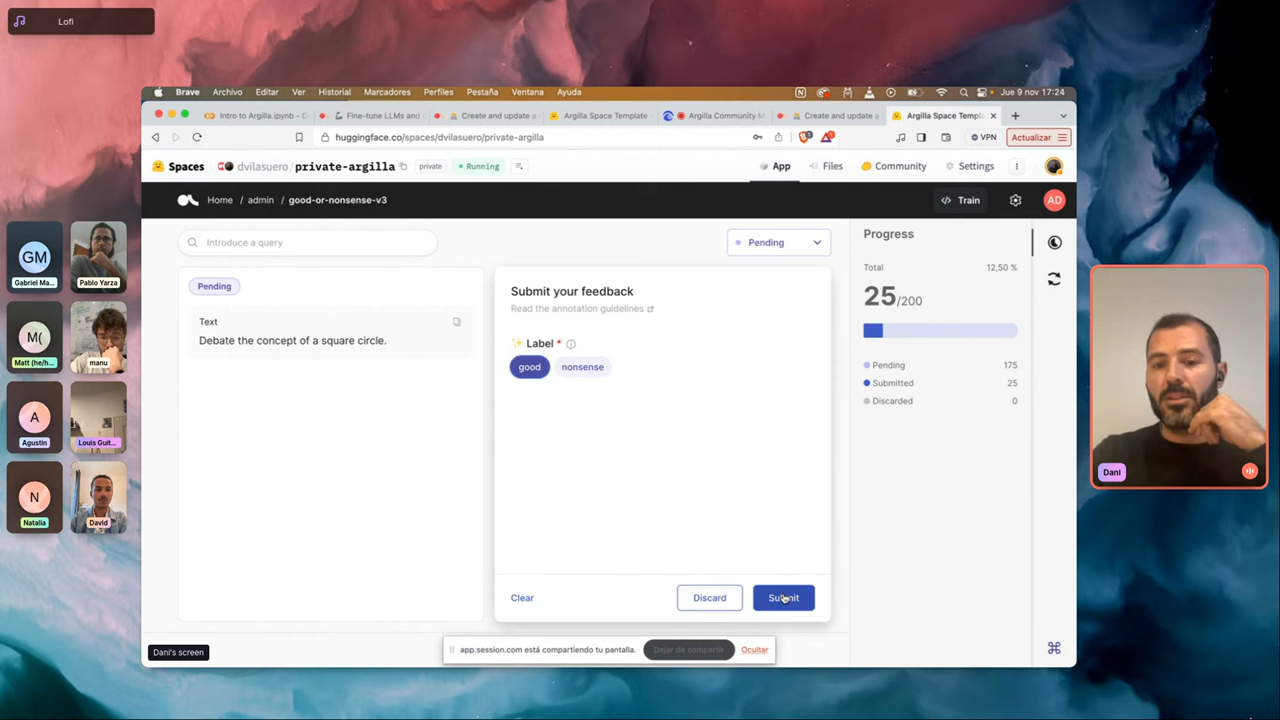 Lofi
Brave Archivo Editar Ver Historial Marcadores Perfiles Pestaña Ventana Ayuda
Jue 9 nov 17:24
Intro to Argilla.ipynb - Co
Fine-tune LLMs and
Create and update a
Argilla Space Template
Argilla Community M
Create and update a
Argilla Space Templ
huggingface.co/spaces/dvilasuero/private-argilla
VPN
Actualizar
Spaces
dvilasuero/private-argilla
private
Running
App
Files
Community
Settings
Home / admin / good-or-nonsense-v3
</> Train
AD
Introduce a query
Pending
Pending
Text
Debate the concept of a square circle.
Submit your feedback
Read the annotation guidelines
Label *
good
nonsense
Clear
Discard
Submit
Progress
Total 12,50 %
25/200
Pending 175
Submitted 25
Discarded 0
app.session.com está compartiendo tu pantalla.
Dejar de compartir
Ocultar
Dani's screen
GM
Gabriel Ma...
Pablo Yarza
M(
Matt (he/h...
manu
A
Agustin
Louis Guit...
N
Natalia
David
Dani